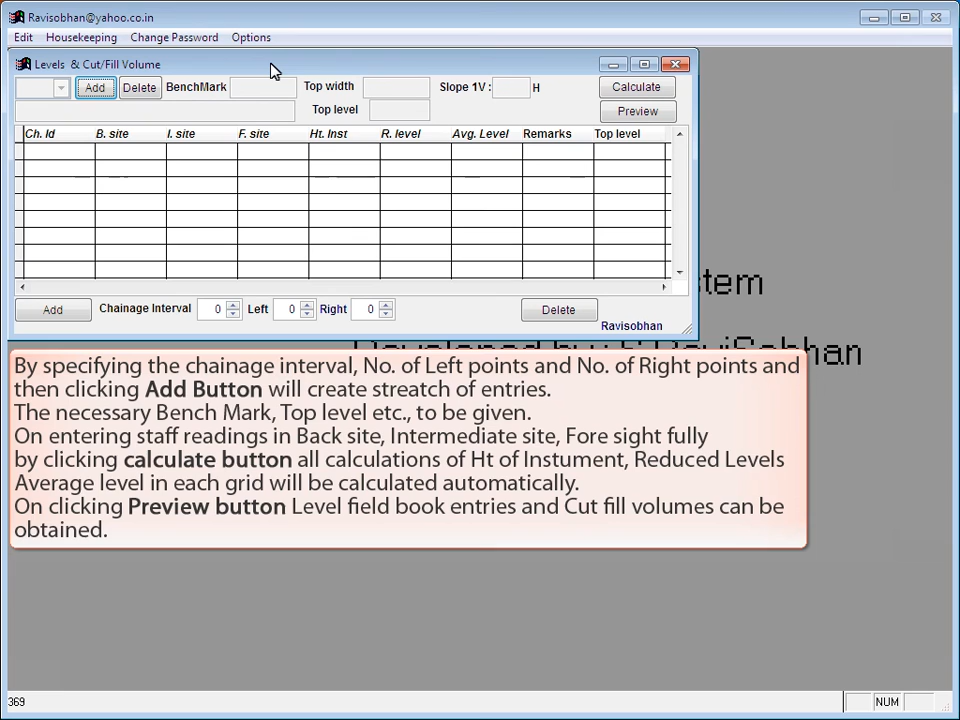 Ravisobhan@yahoo.co.in
Edit Housekeeping Change Password Options
Levels & Cut/Fill Volume
Add Delete BenchMark Top width Slope 1V : H Calculate
Top level Preview
Ch. Id B. site I. site F. site Ht. Inst R. level Avg. Level Remarks Top level
Add Chainage Interval 0 Left 0 Right 0 Delete
Ravisobhan
stem
By specifying the chainage interval, No. of Left points and No. of Right points and
then clicking Add Button will create streatch of entries.
The necessary Bench Mark, Top level etc., to be given.
On entering staff readings in Back site, Intermediate site, Fore sight fully
by clicking calculate button all calculations of Ht of Instument, Reduced Levels
Average level in each grid will be calculated automatically.
On clicking Preview button Level field book entries and Cut fill volumes can be
obtained.
369 NUM